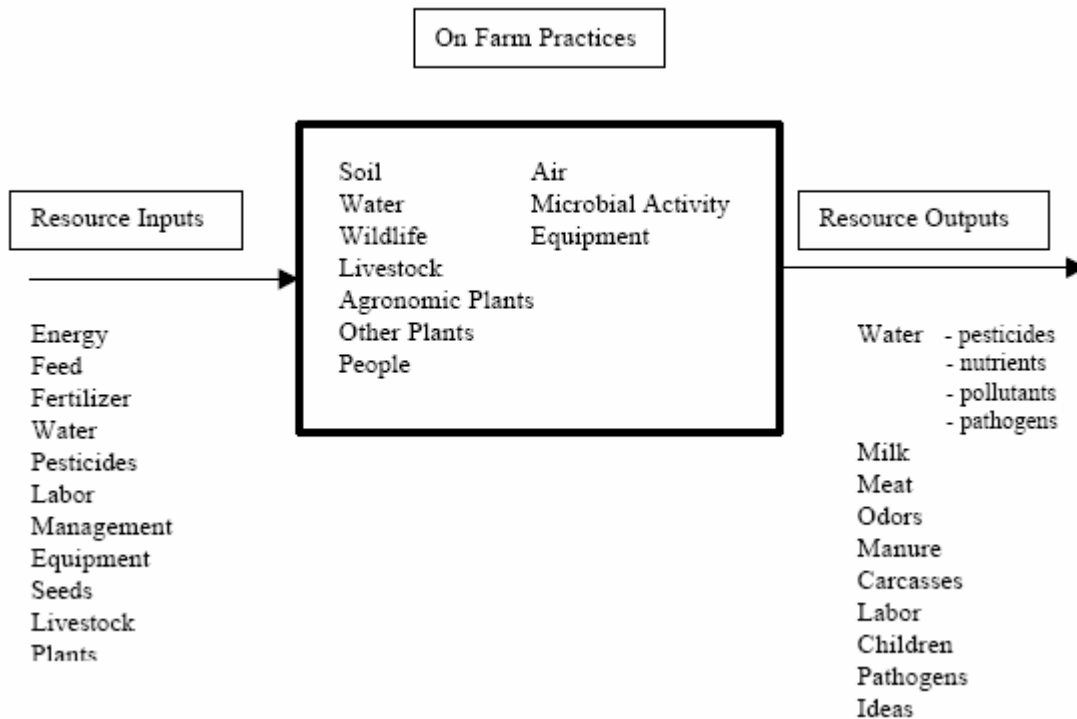 On Farm Practices
Resource Inputs
Energy
Feed
Fertilizer
Water
Pesticides
Labor
Management
Equipment
Seeds
Livestock
Plants
Soil
Water
Wildlife
Livestock
Agronomic Plants
Other Plants
People
Air
Microbial Activity
Equipment
Resource Outputs
Water - pesticides
- nutrients
- pollutants
- pathogens
Milk
Meat
Odors
Manure
Carcasses
Labor
Children
Pathogens
Ideas